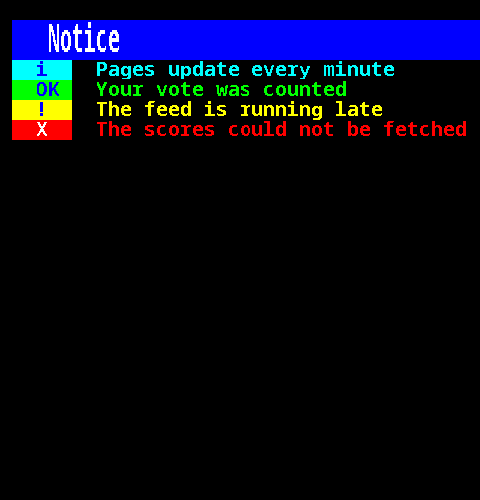 Notice
i Pages update every minute
OK Your vote was counted
! The feed is running late
X The scores could not be fetched